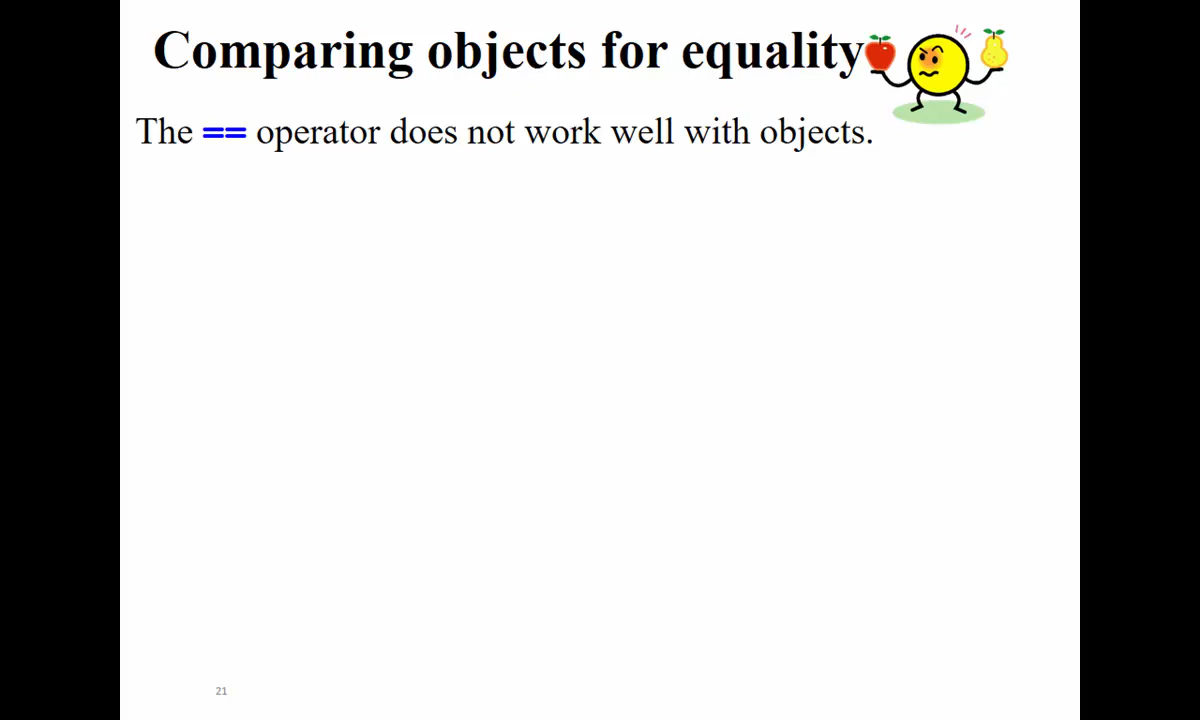 Comparing objects for equality
The == operator does not work well with objects.
21